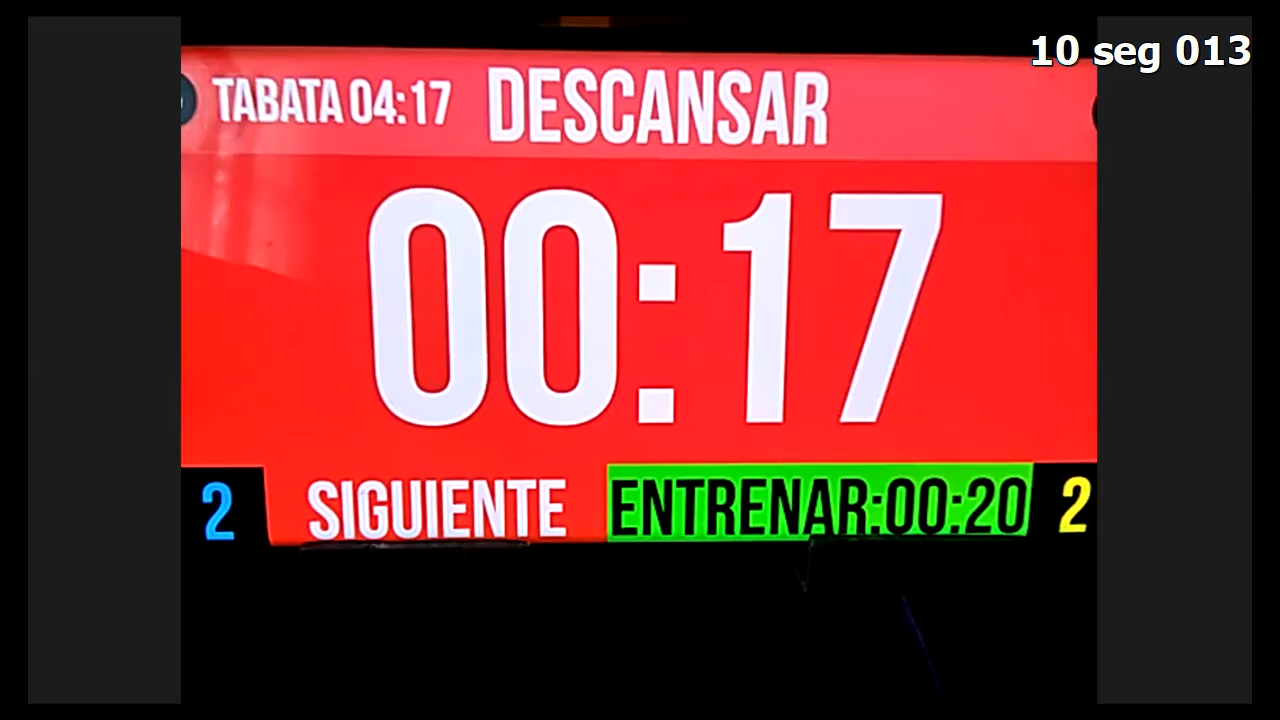 10 seg 013
TABATA 04:17 DESCANSAR
00:17
2 SIGUIENTE ENTRENAR:00:20 2